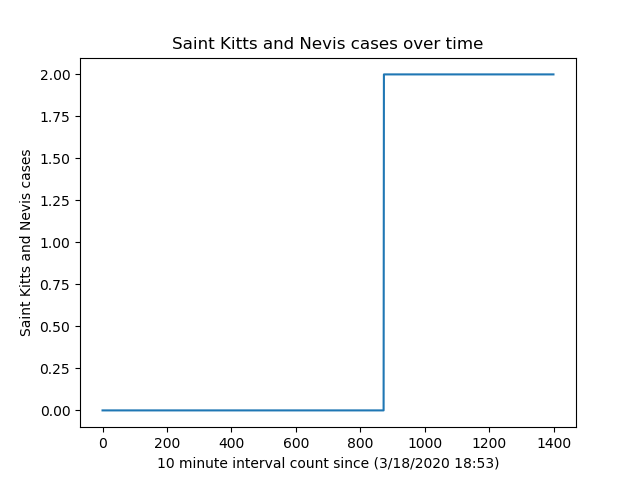 Saint Kitts and Nevis cases over time
Saint Kitts and Nevis cases
2.00
1.75
1.50
1.25
1.00
0.75
0.50
0.25
0.00
0 200 400 600 800 1000 1200 1400
10 minute interval count since (3/18/2020 18:53)